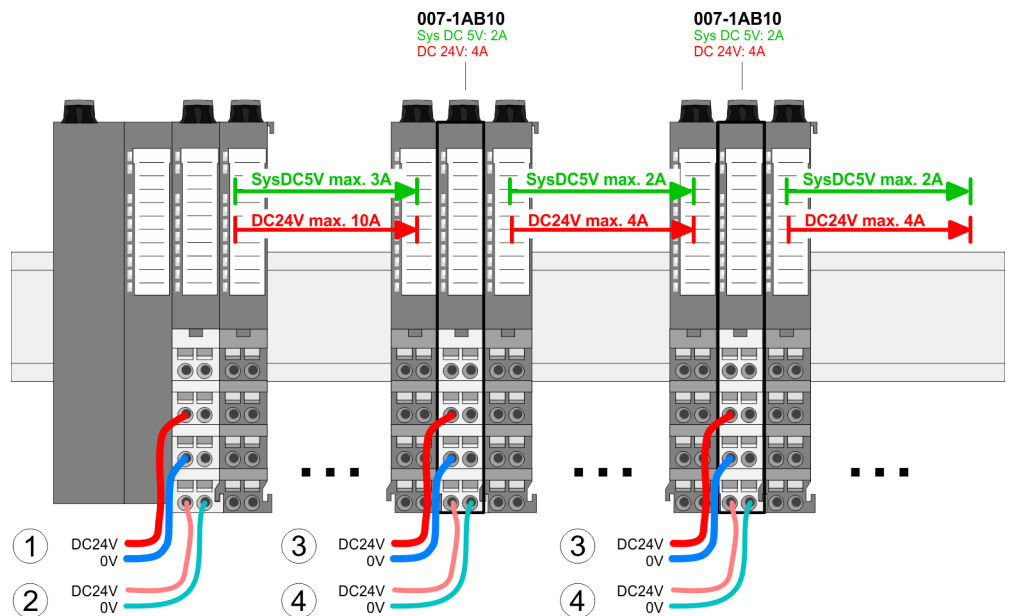 007-1AB10
Sys DC 5V: 2A
DC 24V: 4A
007-1AB10
Sys DC 5V: 2A
DC 24V: 4A
SysDC5V max. 3A
SysDC5V max. 2A
SysDC5V max. 2A
DC24V max. 10A
DC24V max. 4A
DC24V max. 4A
1
DC24V
0V
3
DC24V
0V
3
DC24V
0V
2
DC24V
0V
4
DC24V
0V
4
DC24V
0V